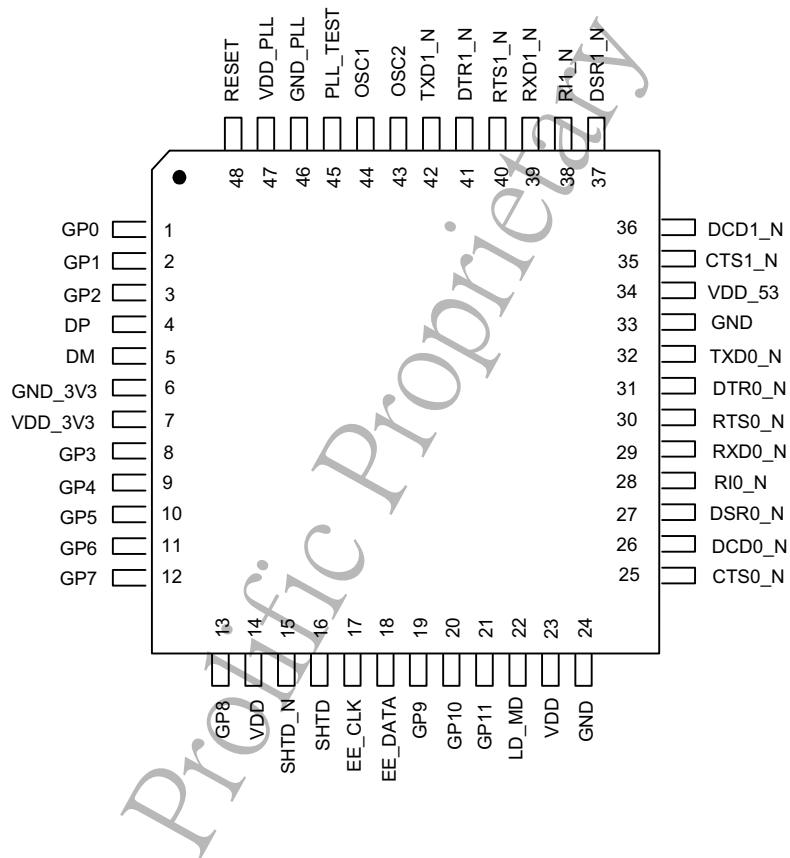 RESET
VDD_PLL
GND_PLL
PLL_TEST
OSC1
OSC2
TXD1_N
DTR1_N
RTS1_N
RXD1_N
RI1_N
DSR1_N
48
47
46
45
44
43
42
41
40
39
38
37
GP0 1
GP1 2
GP2 3
DP 4
DM 5
GND_3V3 6
VDD_3V3 7
GP3 8
GP4 9
GP5 10
GP6 11
GP7 12
36 DCD1_N
35 CTS1_N
34 VDD_53
33 GND
32 TXD0_N
31 DTR0_N
30 RTS0_N
29 RXD0_N
28 RI0_N
27 DSR0_N
26 DCD0_N
25 CTS0_N
13
14
15
16
17
18
19
20
21
22
23
24
GP8
VDD
SHTD_N
SHTD
EE_CLK
EE_DATA
GP9
GP10
GP11
LD_MD
VDD
GND
Prolific Proprietary